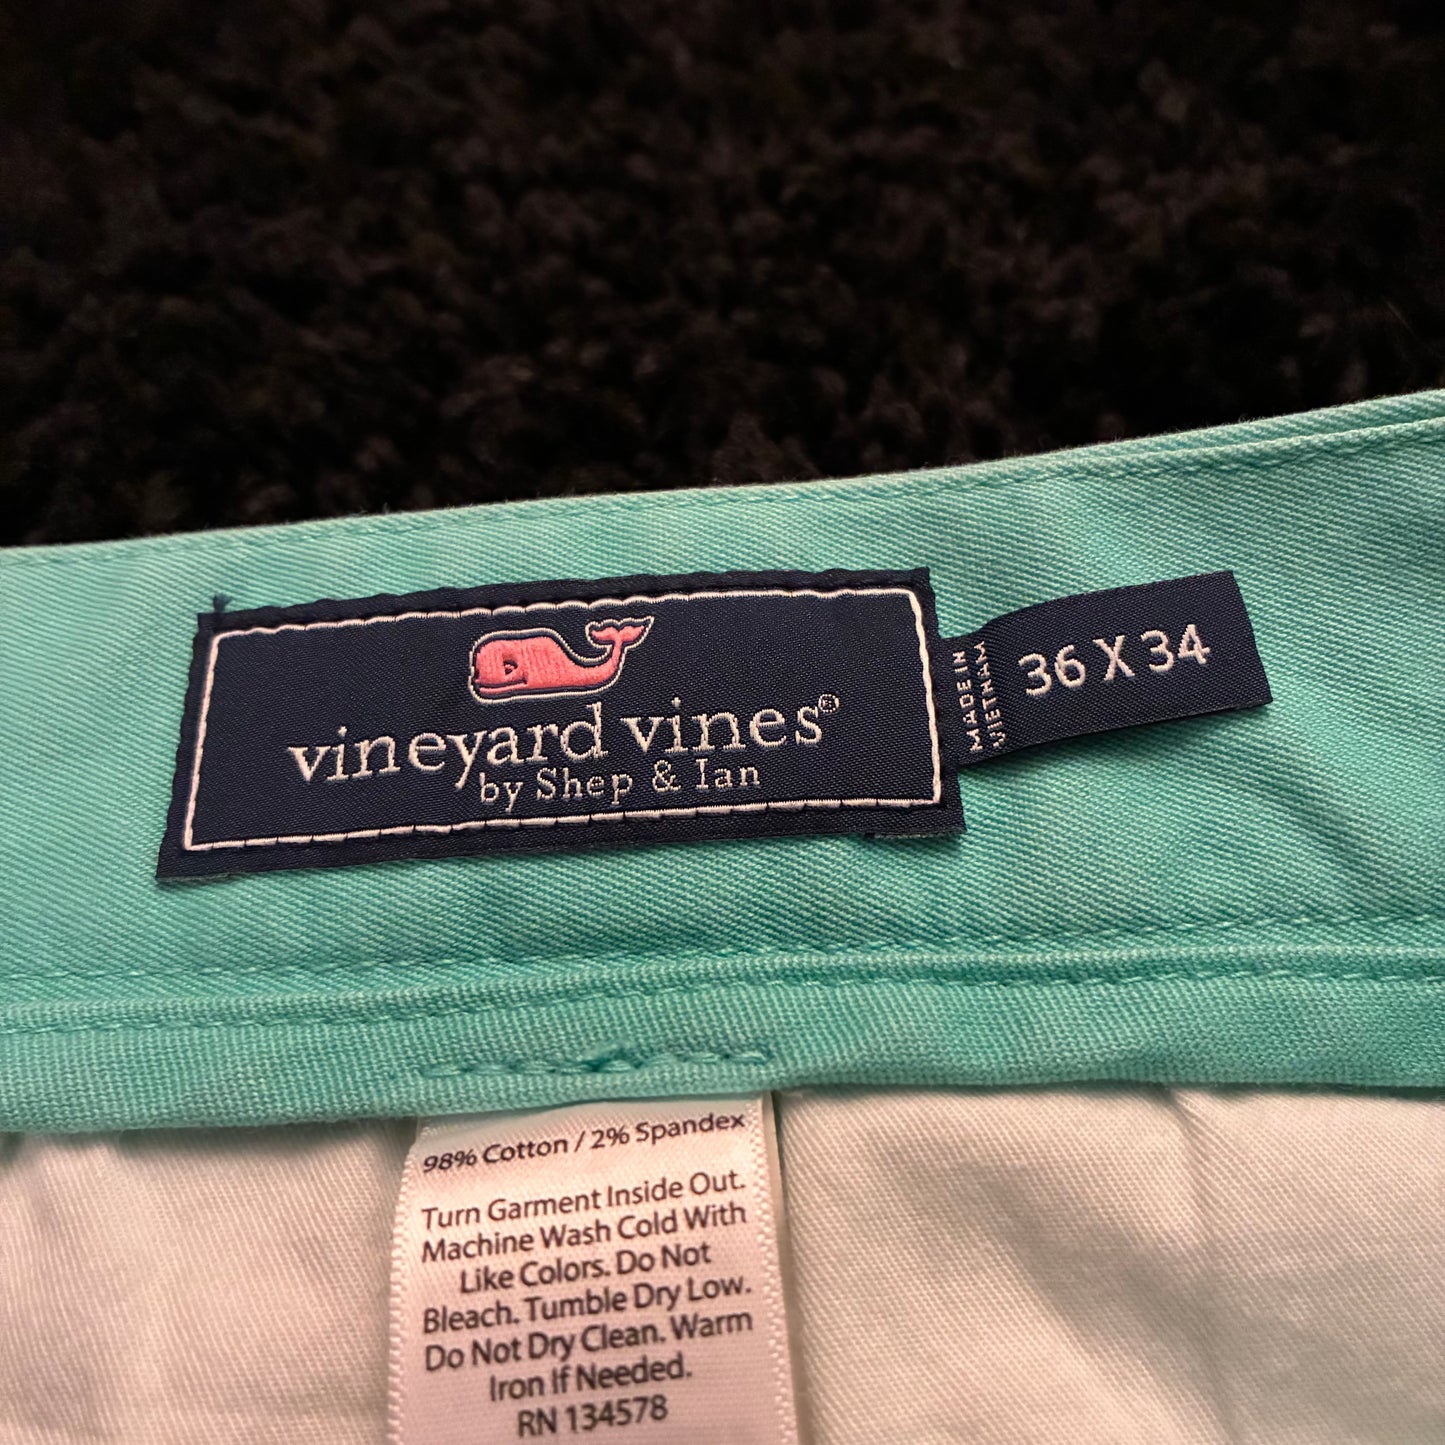 vineyard vines®
by Shep & Ian
MADE IN
VIETNAM
36 X 34
98% Cotton / 2% Spandex
Turn Garment Inside Out.
Machine Wash Cold With
Like Colors. Do Not
Bleach. Tumble Dry Low.
Do Not Dry Clean. Warm
Iron If Needed.
RN 134578